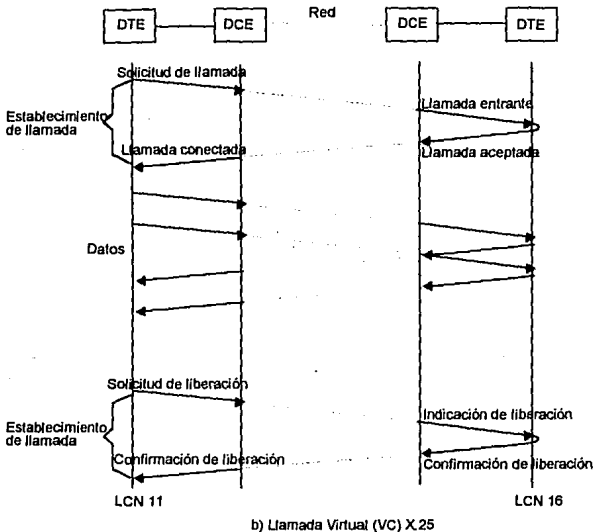 Red
DTE
DCE
DCE
DTE
Solicitud de llamada
Establecimiento
de llamada
Llamada entrante
Llamada conectada
Llamada aceptada
Datos
Solicitud de liberación
Indicación de liberación
Establecimiento
de llamada
Confirmación de liberación
Confirmación de liberación
LCN 11
LCN 16
b) Llamada Virtual (VC) X.25